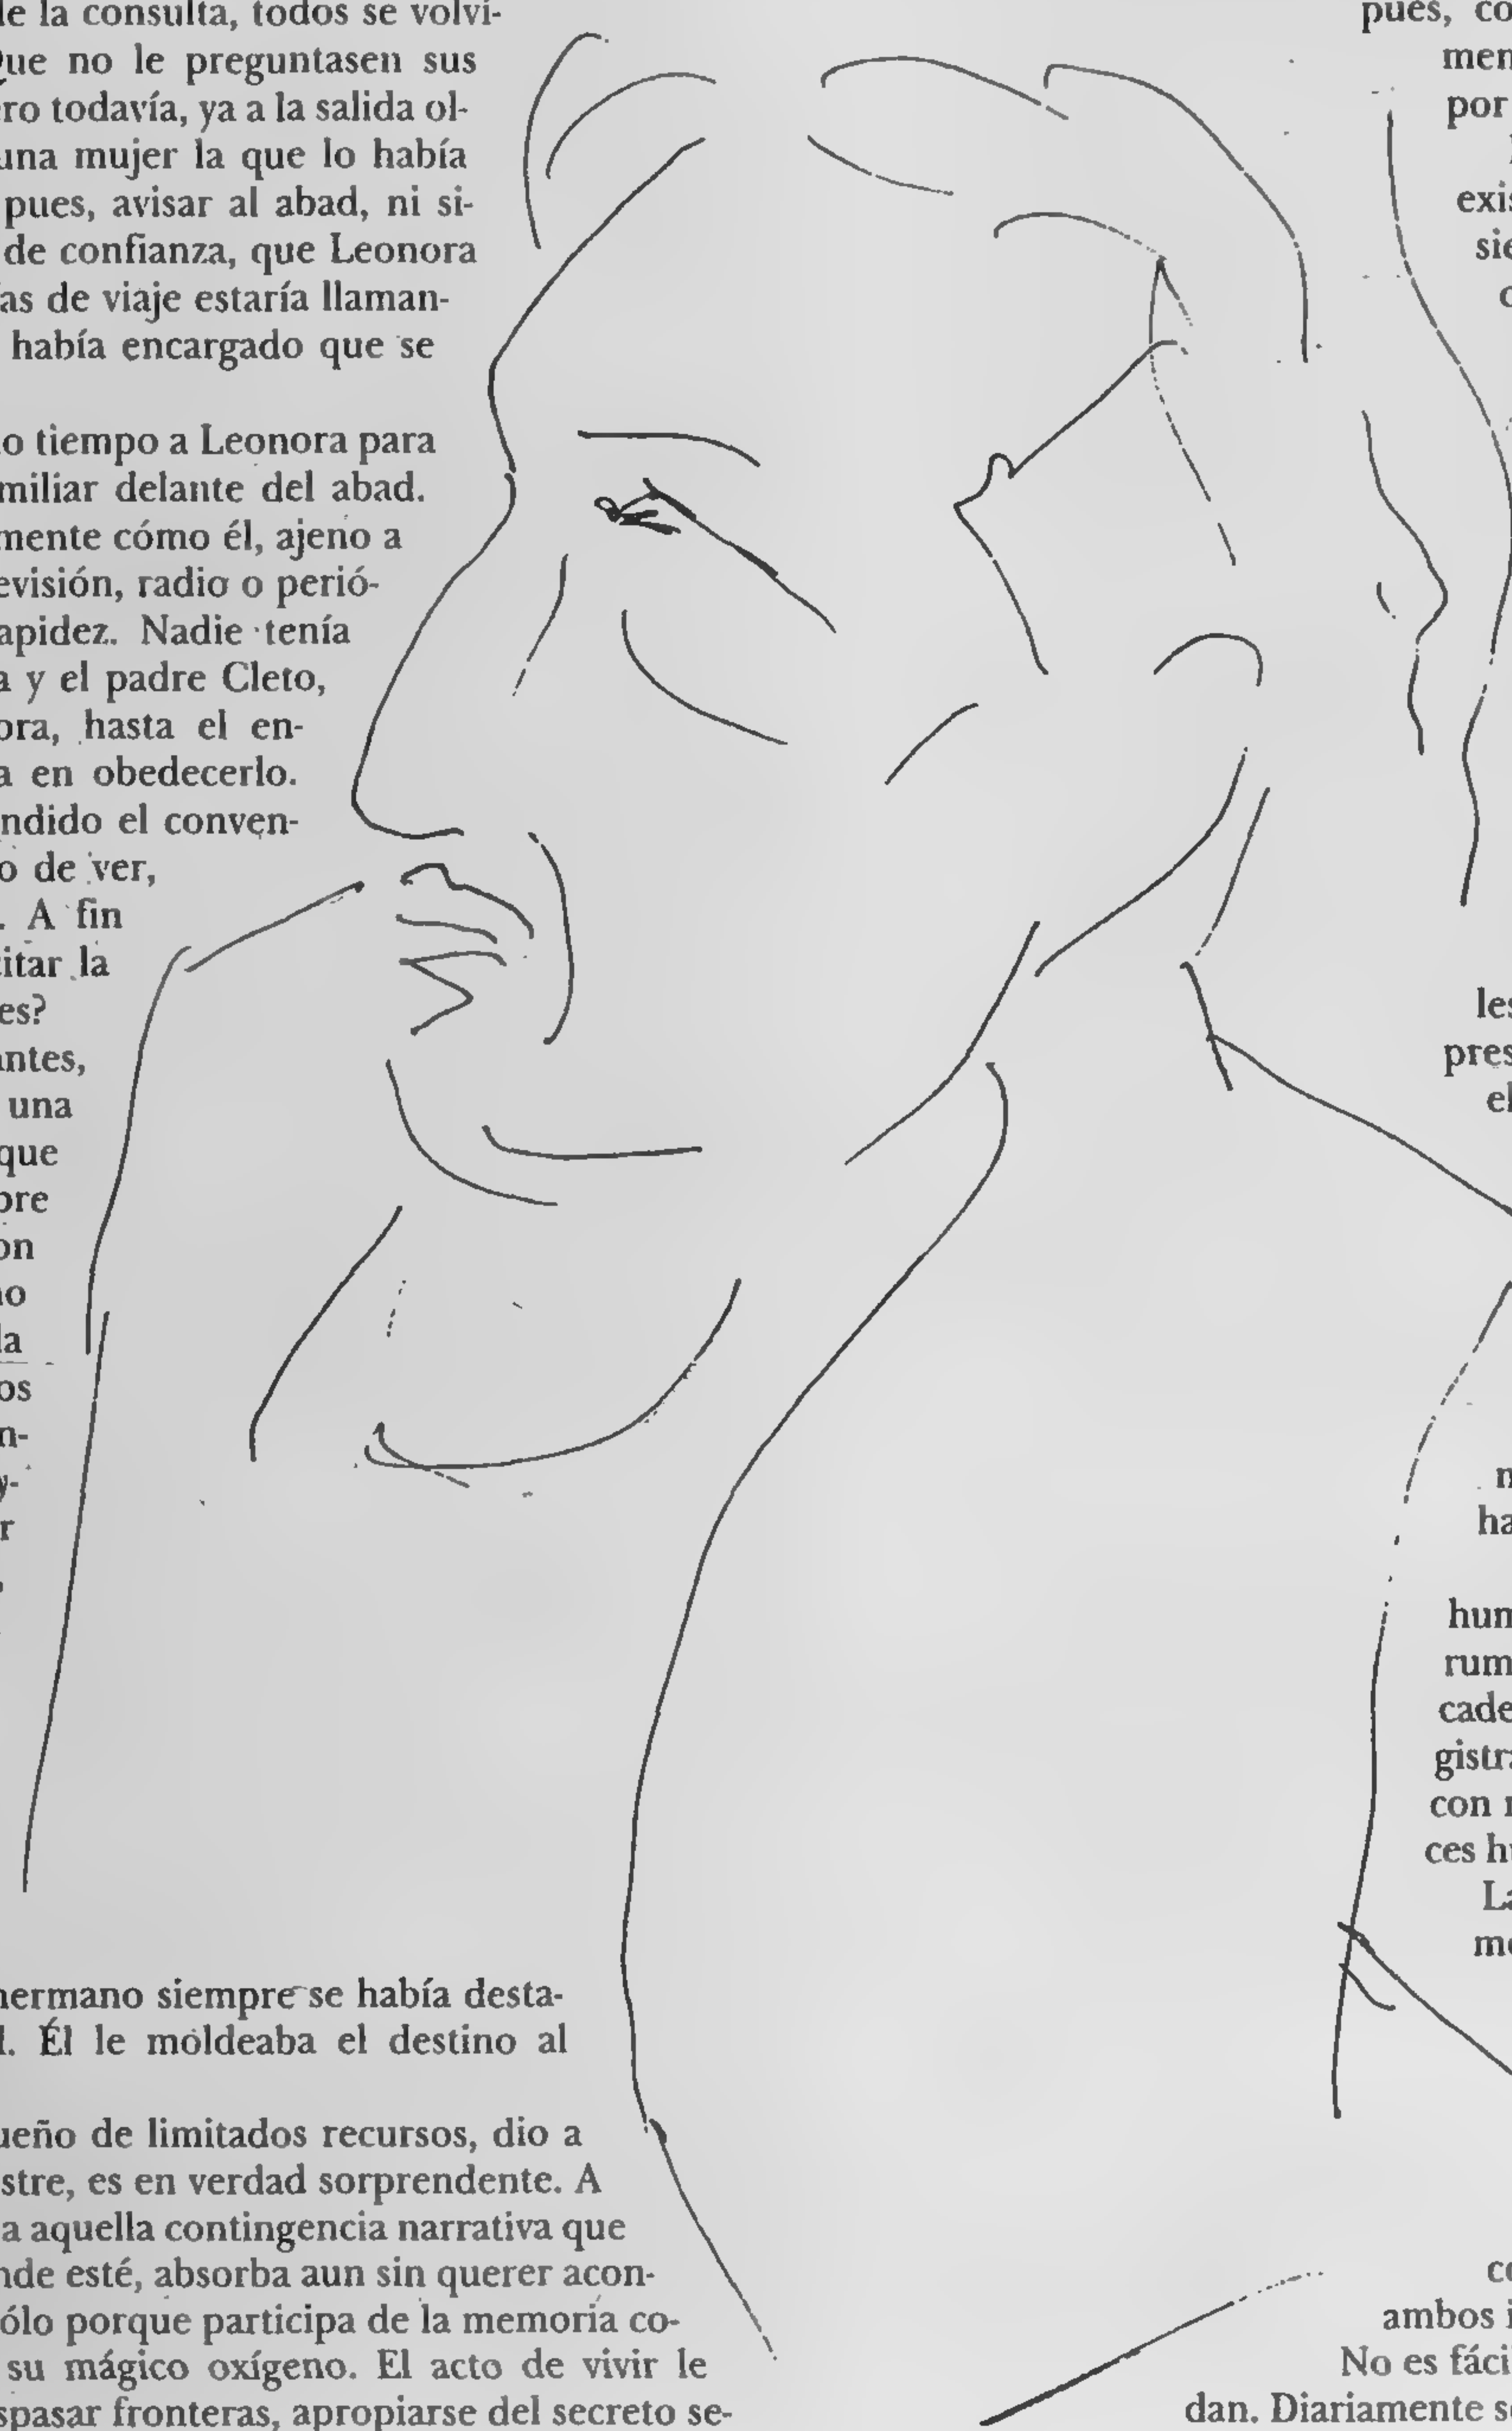 de la consulta, todos se volvi-
Que no le preguntasen sus
ro todavía, ya a la salida ol-
una mujer la que lo había
pues, avisar al abad, ni si-
de confianza, que Leonora
as de viaje estaría llaman-
había encargado que se
o tiempo a Leonora para
miliar delante del abad.
mente cómo él, ajeno a
evisión, radio o perió-
apidez. Nadie tenía
a y el padre Cleto,
ora, hasta el en-
a en obedecerlo.
ndido el conven-
o de ver,
. A fin
citar la
es?
antes,
una
que
bre
on
no
la
os
n-
y-
r
hermano siempre se había desta-
l. Él le moldeaba el destino al
ueño de limitados recursos, dio a
stre, es en verdad sorprendente. A
a aquella contingencia narrativa que
nde esté, absorba aun sin querer acon-
ólo porque participa de la memoria co-
su mágico oxígeno. El acto de vivir le
spasar fronteras, apropiarse del secreto se-
pues, co
men
por
exis
sie
les
pres
el
ha
hum
rum
cade
gistra
con
ces hu
La
me
co
ambos i
No es fáci
dan. Diariamente se